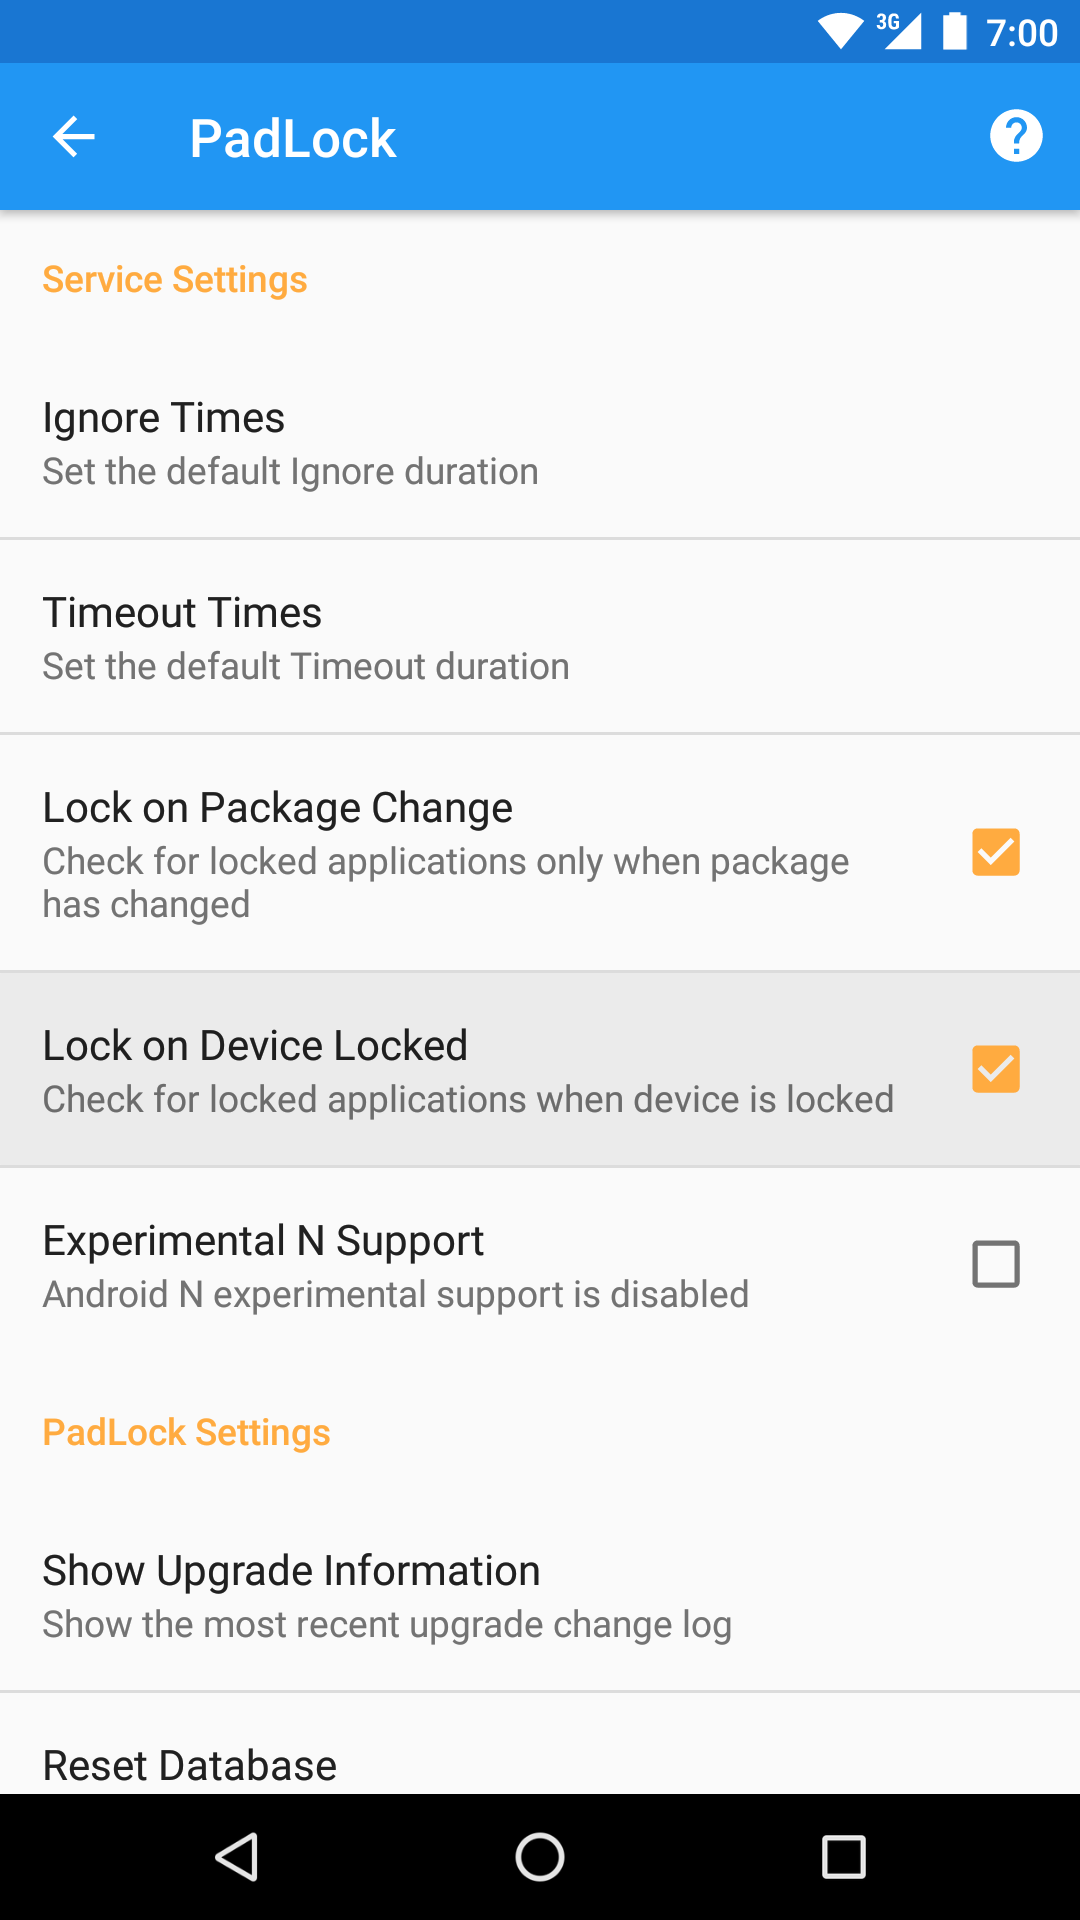 3G 7:00
PadLock
Service Settings
Ignore Times
Set the default Ignore duration
Timeout Times
Set the default Timeout duration
Lock on Package Change
Check for locked applications only when package
has changed
Lock on Device Locked
Check for locked applications when device is locked
Experimental N Support
Android N experimental support is disabled
PadLock Settings
Show Upgrade Information
Show the most recent upgrade change log
Reset Database